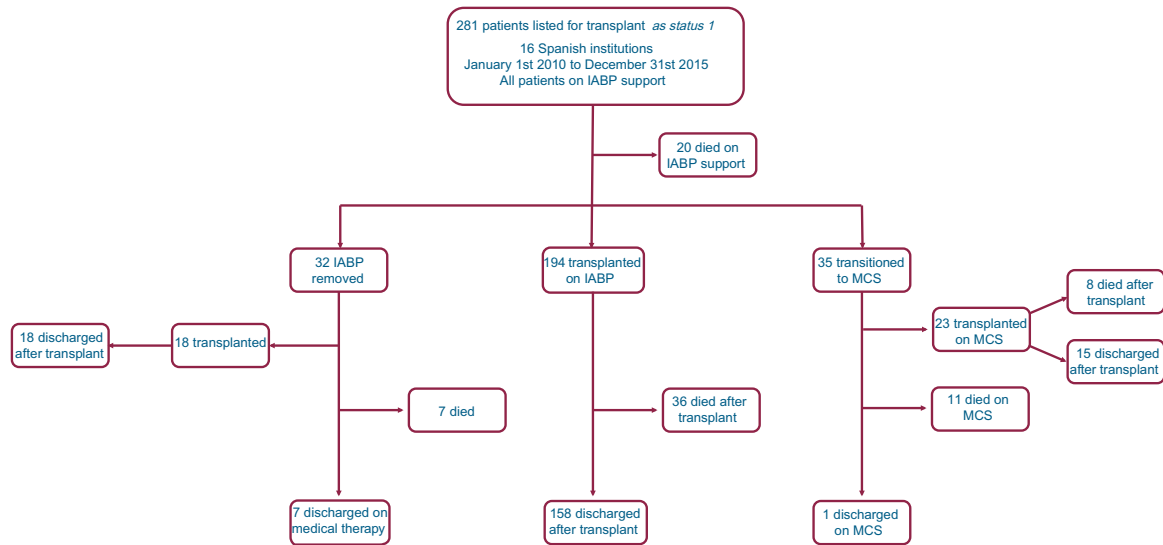 281 patients listed for transplant as status 1
16 Spanish institutions
January 1st 2010 to December 31st 2015
All patients on IABP support
20 died on
IABP support
32 IABP
removed
194 transplanted
on IABP
35 transitioned
to MCS
8 died after
transplant
18 discharged
after transplant
18 transplanted
23 transplanted
on MCS
15 discharged
after transplant
7 died
36 died after
transplant
11 died on
MCS
7 discharged on
medical therapy
158 discharged
after transplant
1 discharged
on MCS